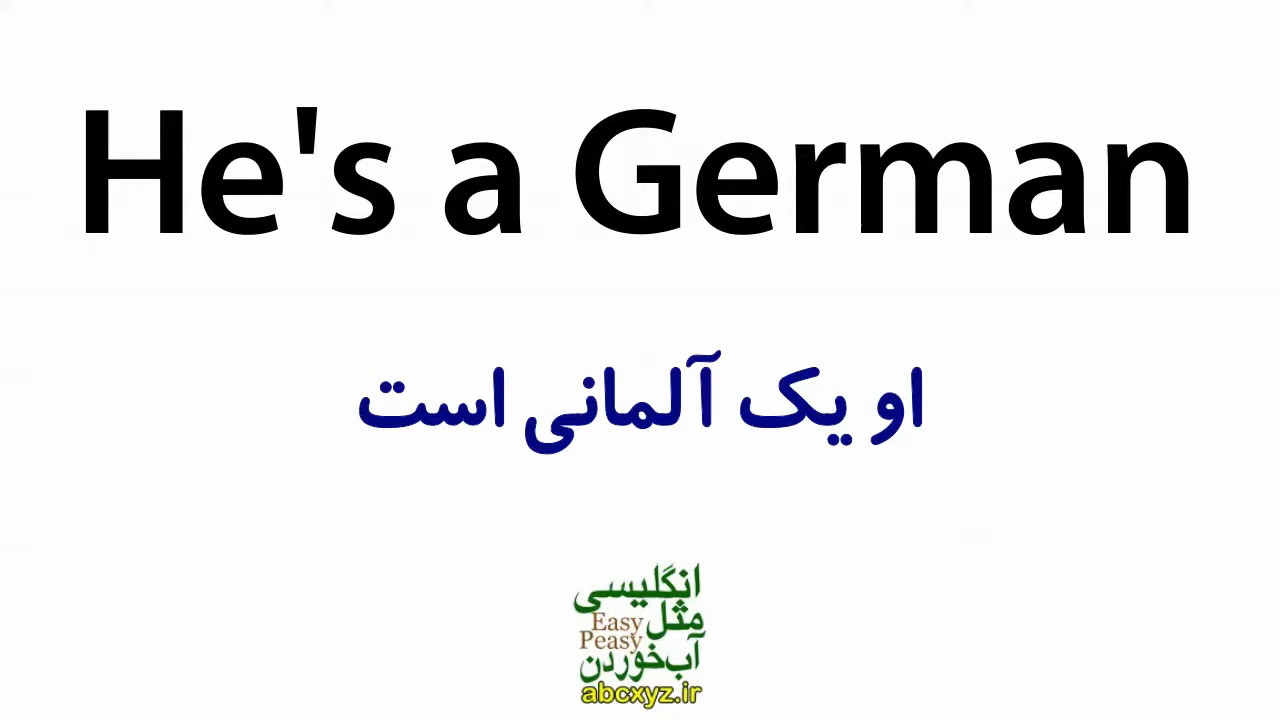 He's a German
او یک آلمانی است
انگلیسی
مثل
Easy
Peasy
آب‌خوردن
abcxyz.ir